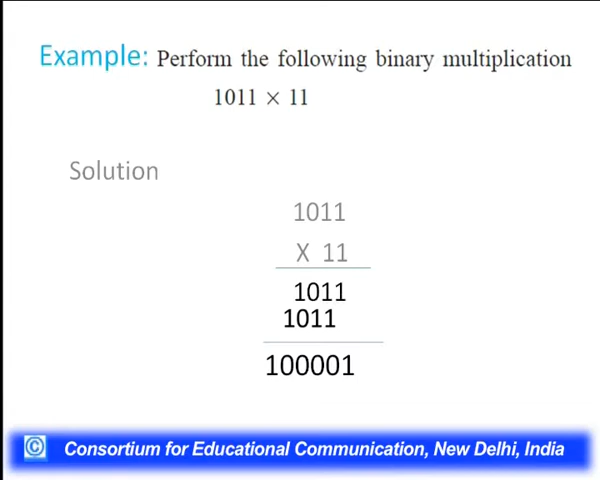 Example: Perform the following binary multiplication
1011 × 11
Solution
1011
X 11
1011
1011
100001
© Consortium for Educational Communication, New Delhi, India